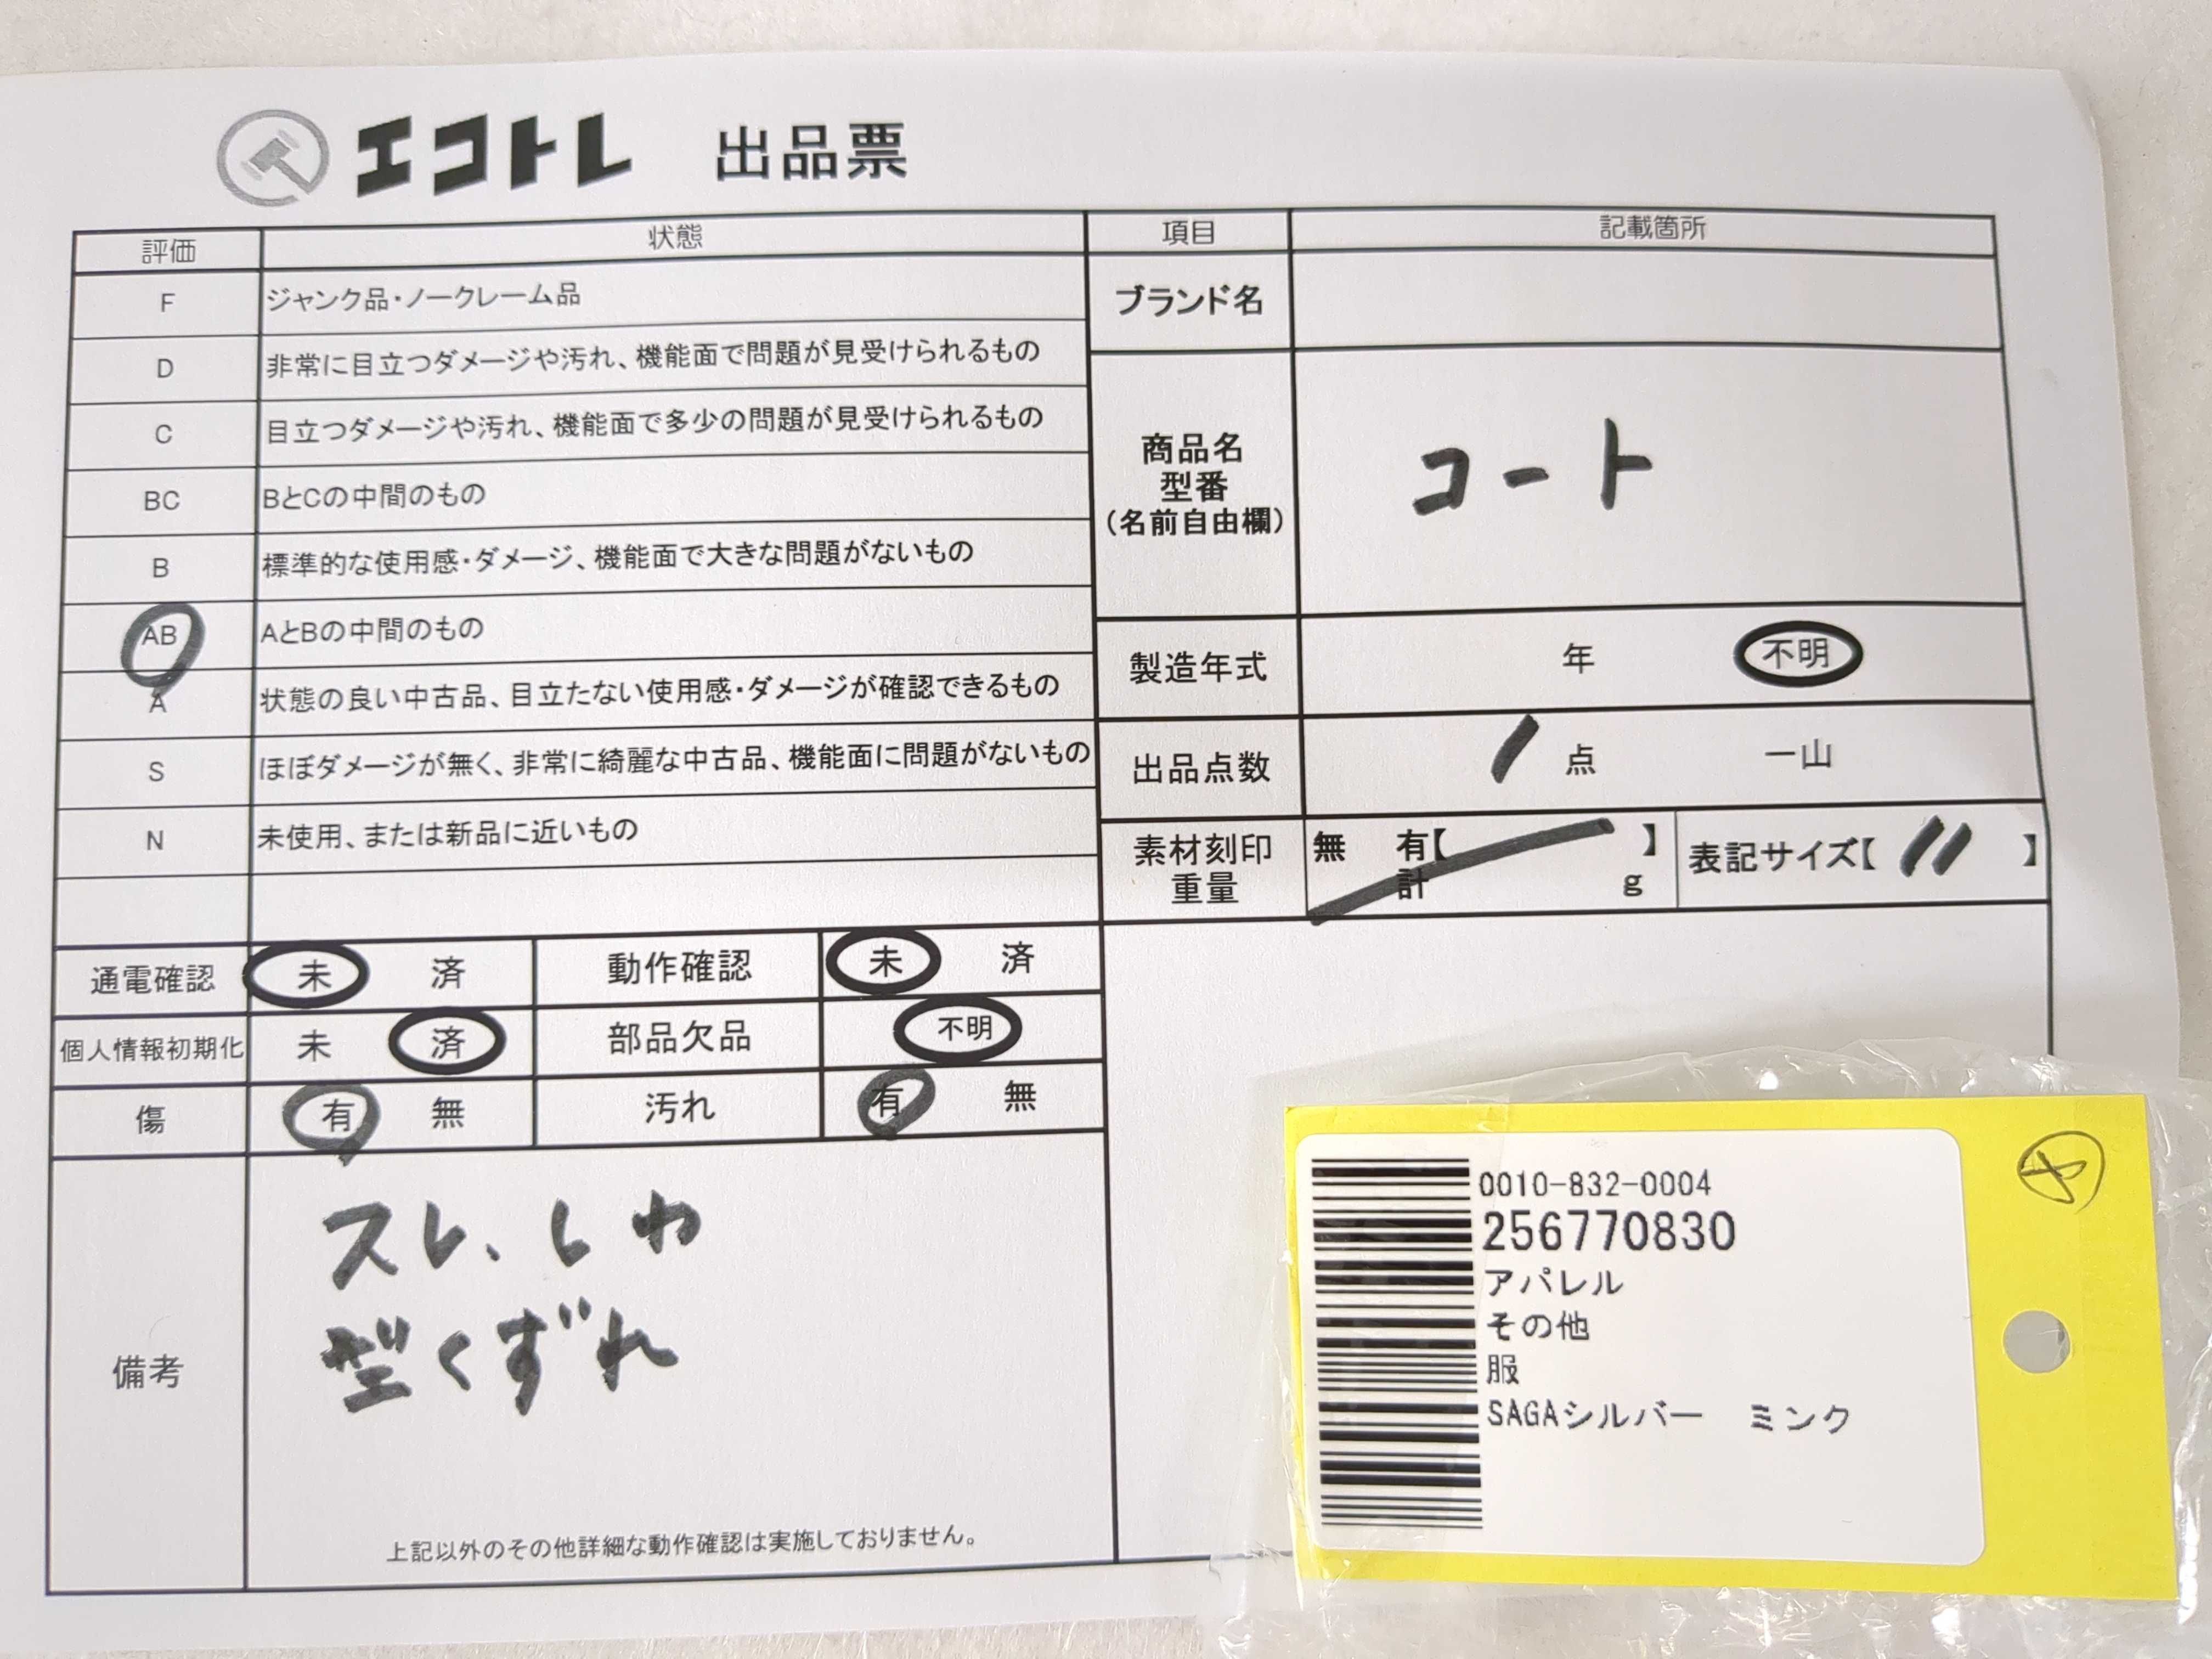 エコトレ 出品票
評価 状態
F ジャンク品・ノークレーム品
D 非常に目立つダメージや汚れ、機能面で問題が見受けられるもの
C 目立つダメージや汚れ、機能面で多少の問題が見受けられるもの
BC BとCの中間のもの
B 標準的な使用感・ダメージ、機能面で大きな問題がないもの
AB AとBの中間のもの
A 状態の良い中古品、目立たない使用感・ダメージが確認できるもの
S ほぼダメージが無く、非常に綺麗な中古品、機能面に問題がないもの
N 未使用、または新品に近いもの
項目 記載箇所
ブランド名
商品名
型番
(名前自由欄)
コート
製造年式 年 不明
出品点数 1 点 一山
素材刻印 無 有【 】
重量 計 g
表記サイズ【 11 】
通電確認 未 済 動作確認 未 済
個人情報初期化 未 済 部品欠品 不明
傷 有 無 汚れ 有 無
備考
スレ、しわ
型くずれ
上記以外のその他詳細な動作確認は実施しておりません。
0010-832-0004
256770830
アパレル
その他
服
SAGAシルバー ミンク